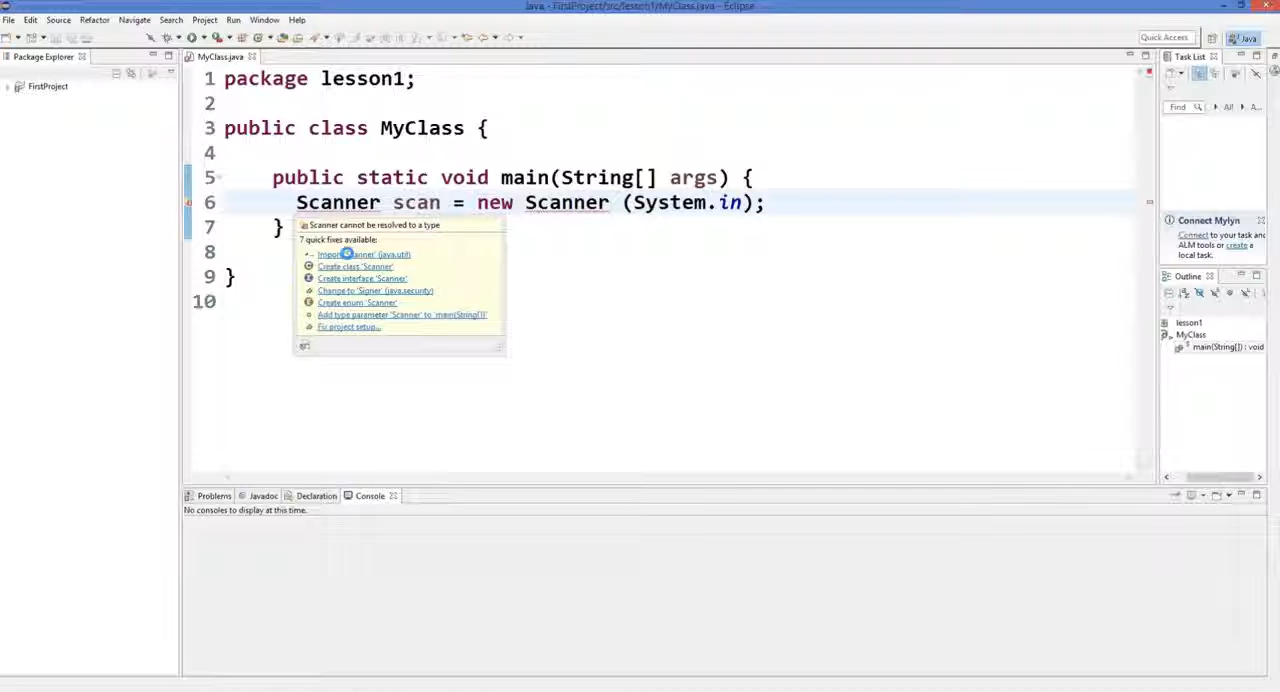 Java - FirstProject/src/lesson1/MyClass.java - Eclipse
File Edit Source Refactor Navigate Search Project Run Window Help
Quick Access
Java
Package Explorer
MyClass.java
Task List
FirstProject
1 package lesson1;
2
3 public class MyClass {
4
5 public static void main(String[] args) {
6 Scanner scan = new Scanner (System.in);
7 }
8
9 }
10
Scanner cannot be resolved to a type
7 quick fixes available:
Import 'Scanner' (java.util)
Create class 'Scanner'
Create interface 'Scanner'
Change to 'Signer' (java.security)
Create enum 'Scanner'
Add type parameter 'Scanner' to 'main(String[])'
Fix project setup...
Find All A...
Connect Mylyn
Connect to your task and
ALM tools or create a
local task.
Outline
lesson1
MyClass
main(String[]) : void
Problems Javadoc Declaration Console
No consoles to display at this time.